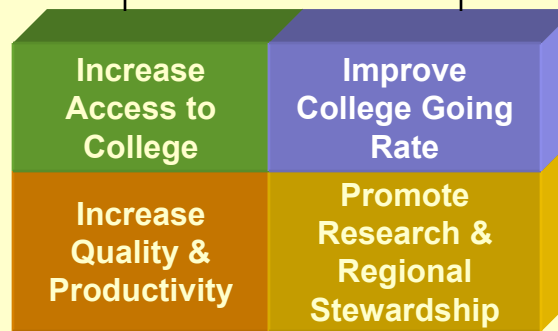 Increase
Access to
College
Improve
College Going
Rate
Increase
Quality &
Productivity
Promote
Research &
Regional
Stewardship